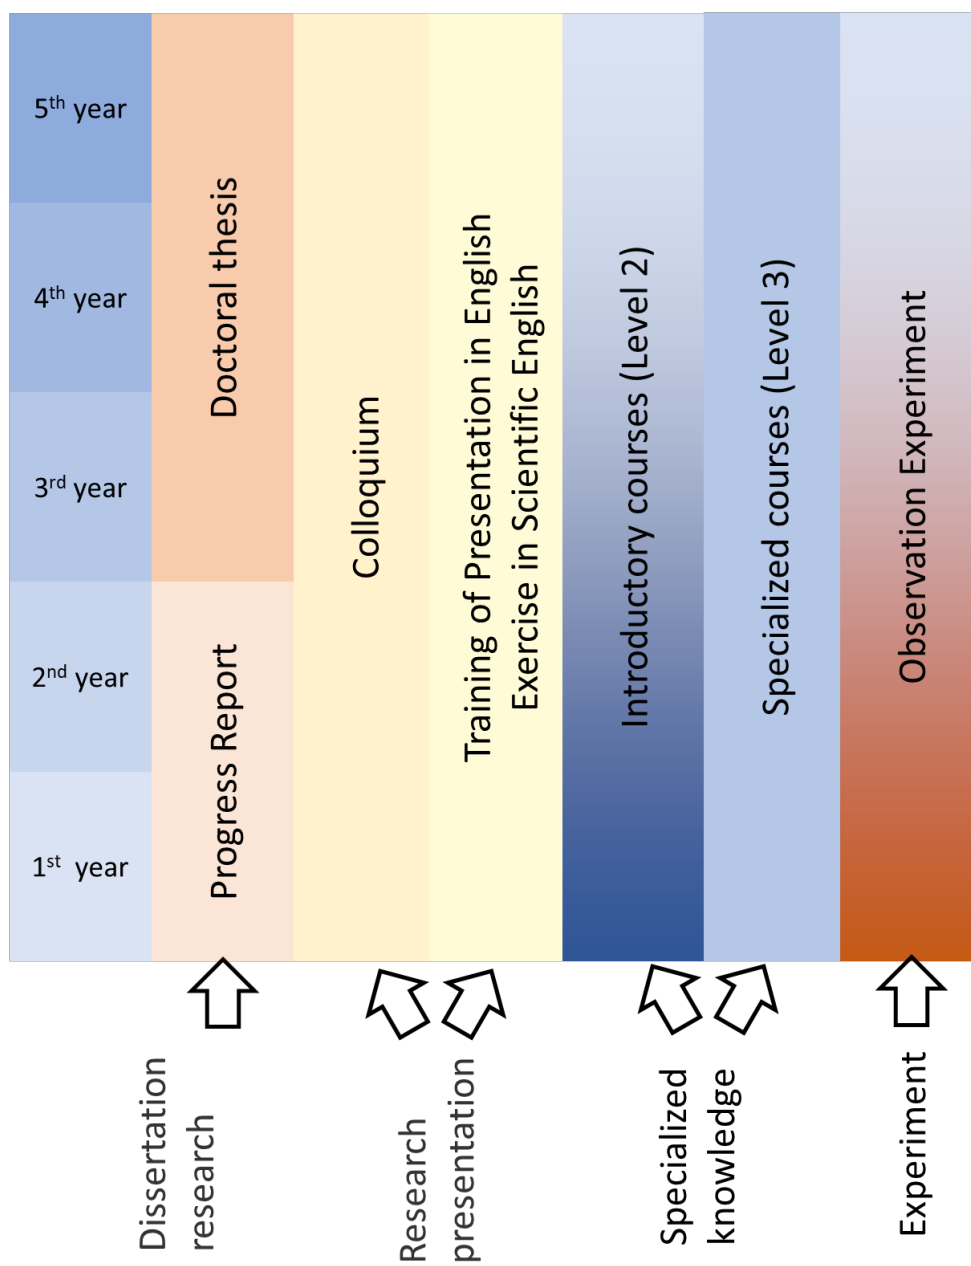 5th year
4th year
3rd year
2nd year
1st year
Doctoral thesis
Progress Report
Colloquium
Training of Presentation in English
Exercise in Scientific English
Introductory courses (Level 2)
Specialized courses (Level 3)
Observation Experiment
Dissertation
research
Research
presentation
Specialized
knowledge
Experiment